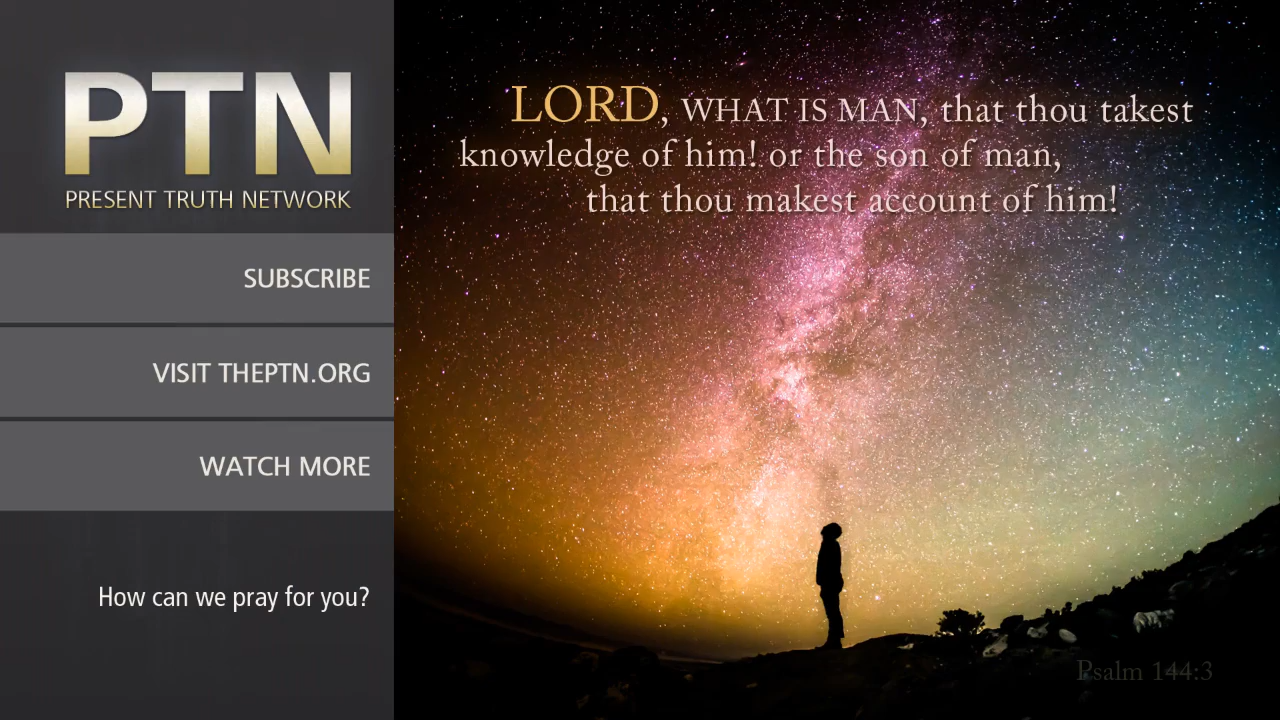 PTN
PRESENT TRUTH NETWORK
SUBSCRIBE
VISIT THEPTN.ORG
WATCH MORE
How can we pray for you?
LORD, WHAT IS MAN, that thou takest
knowledge of him! or the son of man,
that thou makest account of him!
Psalm 144:3